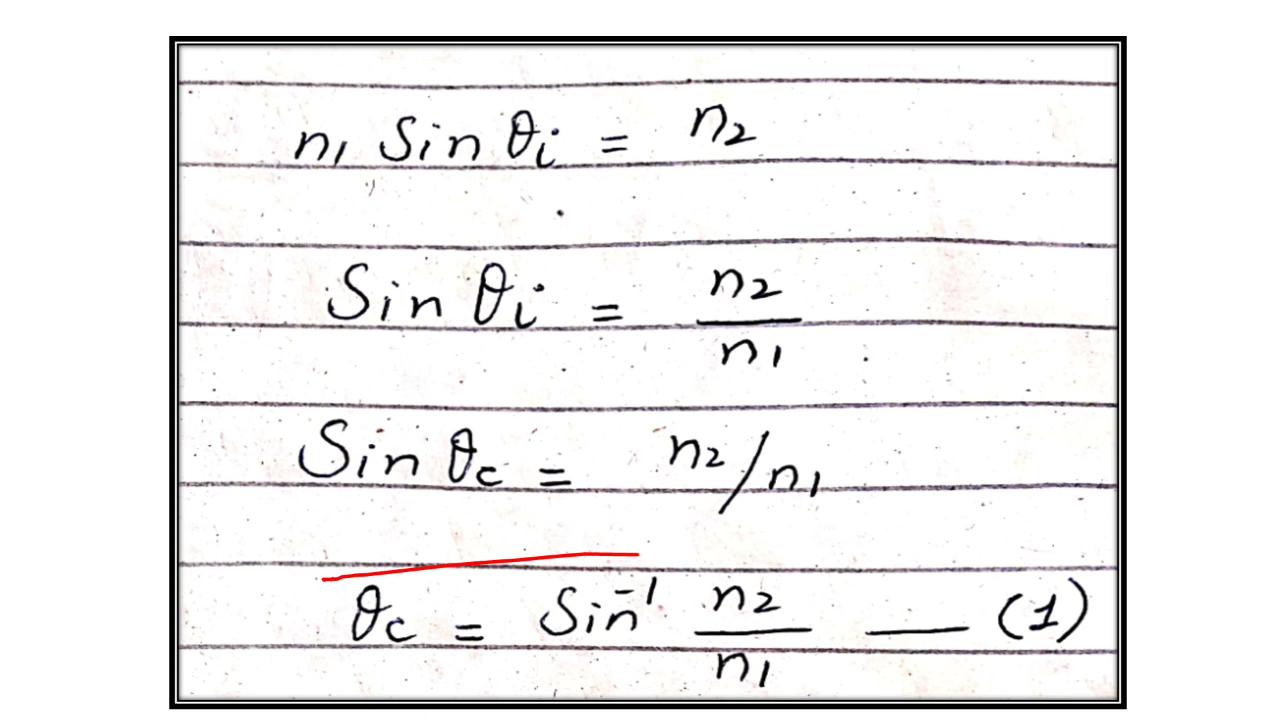 n₁ Sin θi = n₂
Sin θi = n₂/n₁
Sin θc = n₂/n₁
θc = Sin⁻¹ n₂/n₁ — (1)